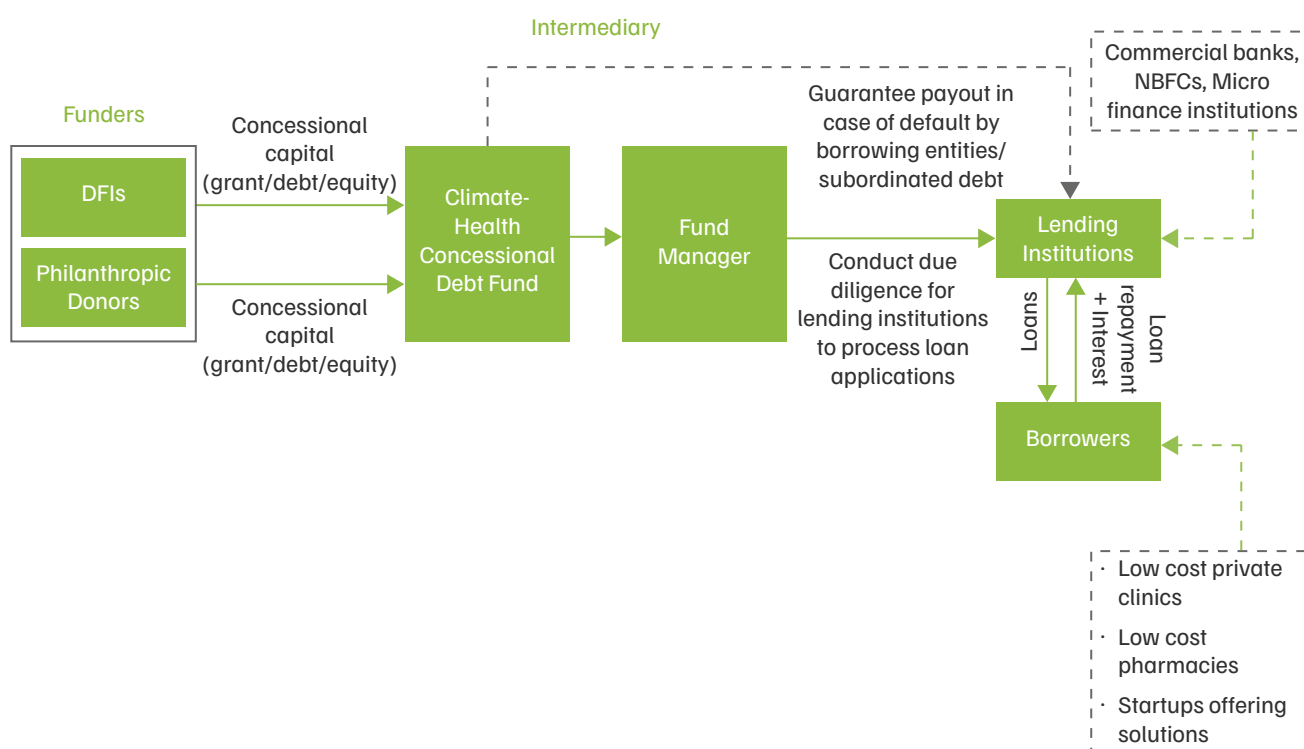 Intermediary
Funders
DFIs
Philanthropic
Donors
Concessional
capital
(grant/debt/equity)
Concessional
capital
(grant/debt/equity)
Climate-
Health
Concessional
Debt Fund
Fund
Manager
Guarantee payout in
case of default by
borrowing entities/
subordinated debt
Conduct due
diligence for
lending institutions
to process loan
applications
Commercial banks,
NBFCs, Micro
finance institutions
Lending
Institutions
Loans
Loan
repayment
+ Interest
Borrowers
· Low cost private
clinics
· Low cost
pharmacies
· Startups offering
solutions